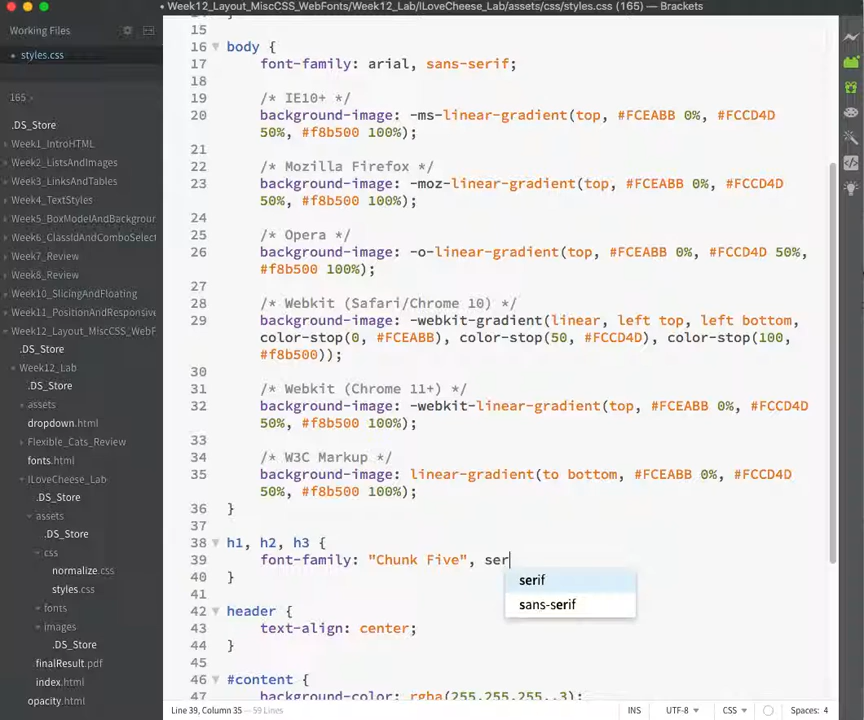 • Week12_Layout_MiscCSS_WebFonts/Week12_Lab/ILoveCheese_Lab/assets/css/styles.css (165) — Brackets
Working Files
styles.css
165
.DS_Store
Week1_IntroHTML
Week2_ListsAndImages
Week3_LinksAndTables
Week4_TextStyles
Week5_BoxModelAndBackgrour
Week6_ClassIdAndComboSelect
Week7_Review
Week8_Review
Week10_SlicingAndFloating
Week11_PositionAndResponsive
Week12_Layout_MiscCSS_WebF
.DS_Store
Week12_Lab
.DS_Store
assets
dropdown.html
Flexible_Cats_Review
fonts.html
ILoveCheese_Lab
.DS_Store
assets
.DS_Store
css
normalize.css
styles.css
fonts
images
.DS_Store
finalResult.pdf
index.html
opacity.html
15
16 body {
17 font-family: arial, sans-serif;
18
19 /* IE10+ */
20 background-image: -ms-linear-gradient(top, #FCEABB 0%, #FCCD4D
50%, #f8b500 100%);
21
22 /* Mozilla Firefox */
23 background-image: -moz-linear-gradient(top, #FCEABB 0%, #FCCD4D
50%, #f8b500 100%);
24
25 /* Opera */
26 background-image: -o-linear-gradient(top, #FCEABB 0%, #FCCD4D 50%,
#f8b500 100%);
27
28 /* Webkit (Safari/Chrome 10) */
29 background-image: -webkit-gradient(linear, left top, left bottom,
color-stop(0, #FCEABB), color-stop(50, #FCCD4D), color-stop(100,
#f8b500));
30
31 /* Webkit (Chrome 11+) */
32 background-image: -webkit-linear-gradient(top, #FCEABB 0%, #FCCD4D
50%, #f8b500 100%);
33
34 /* W3C Markup */
35 background-image: linear-gradient(to bottom, #FCEABB 0%, #FCCD4D
50%, #f8b500 100%);
36 }
37
38 h1, h2, h3 {
39 font-family: "Chunk Five", ser
serif
sans-serif
40 }
41
42 header {
43 text-align: center;
44 }
45
46 #content {
47 background-color: rgba(255,255,255,.3);
Line 39, Column 35 — 59 Lines
INS
UTF-8
CSS
Spaces: 4